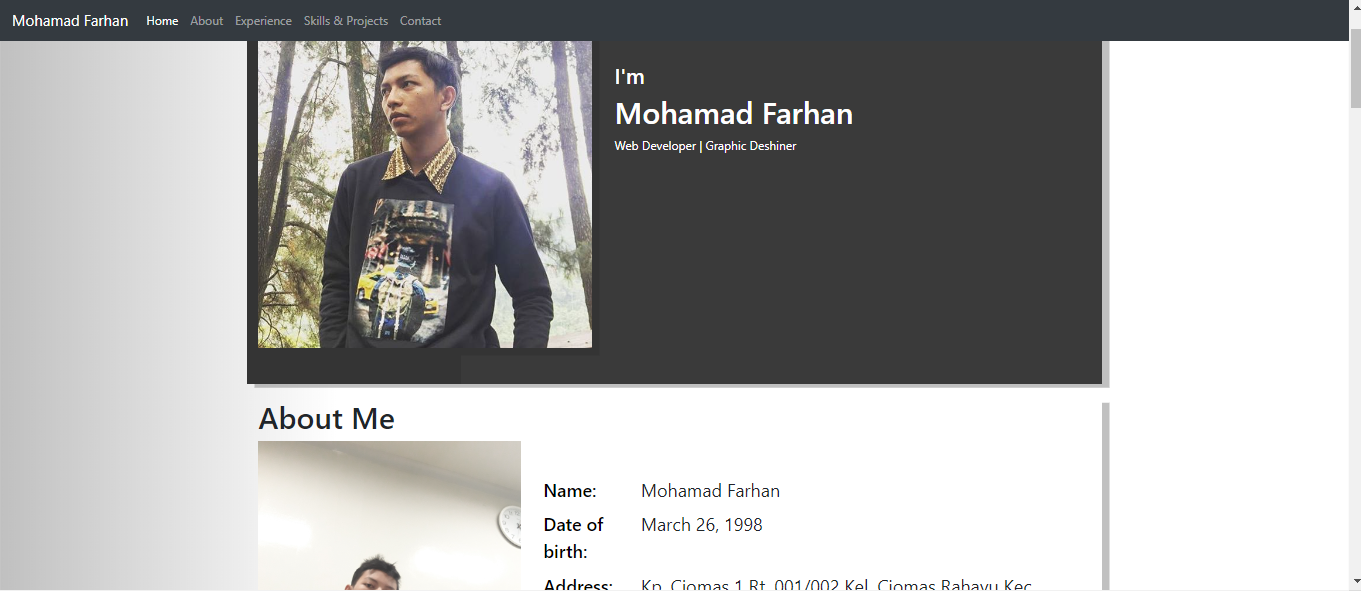 Mohamad Farhan Home About Experience Skills & Projects Contact
I'm
Mohamad Farhan
Web Developer | Graphic Deshiner
About Me
Name: Mohamad Farhan
Date of March 26, 1998
birth:
Address: Kp. Ciomas 1 Rt. 001/002 Kel. Ciomas Rahayu Kec.